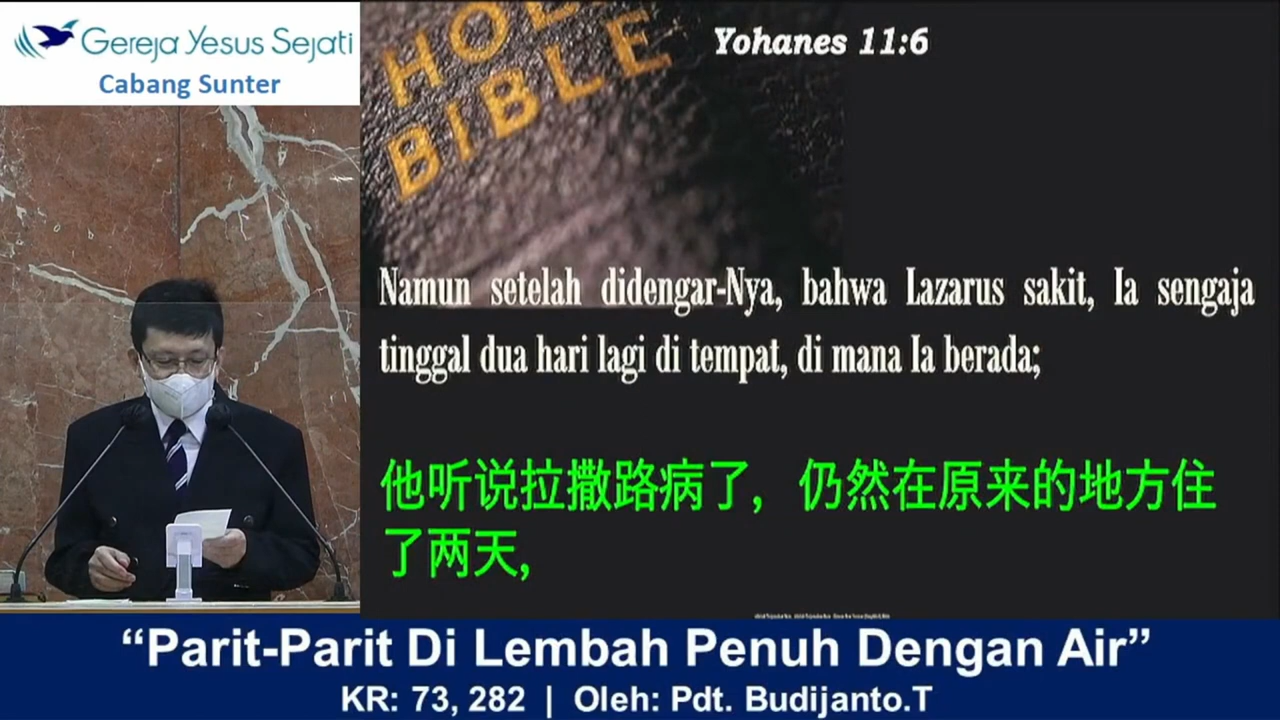 Gereja Yesus Sejati
Cabang Sunter
HOLY
BIBLE
Yohanes 11:6
Namun setelah didengar-Nya, bahwa Lazarus sakit, Ia sengaja
tinggal dua hari lagi di tempat, di mana Ia berada;
他听说拉撒路病了，仍然在原来的地方住
了两天,
“Parit-Parit Di Lembah Penuh Dengan Air”
KR: 73, 282 | Oleh: Pdt. Budijanto.T